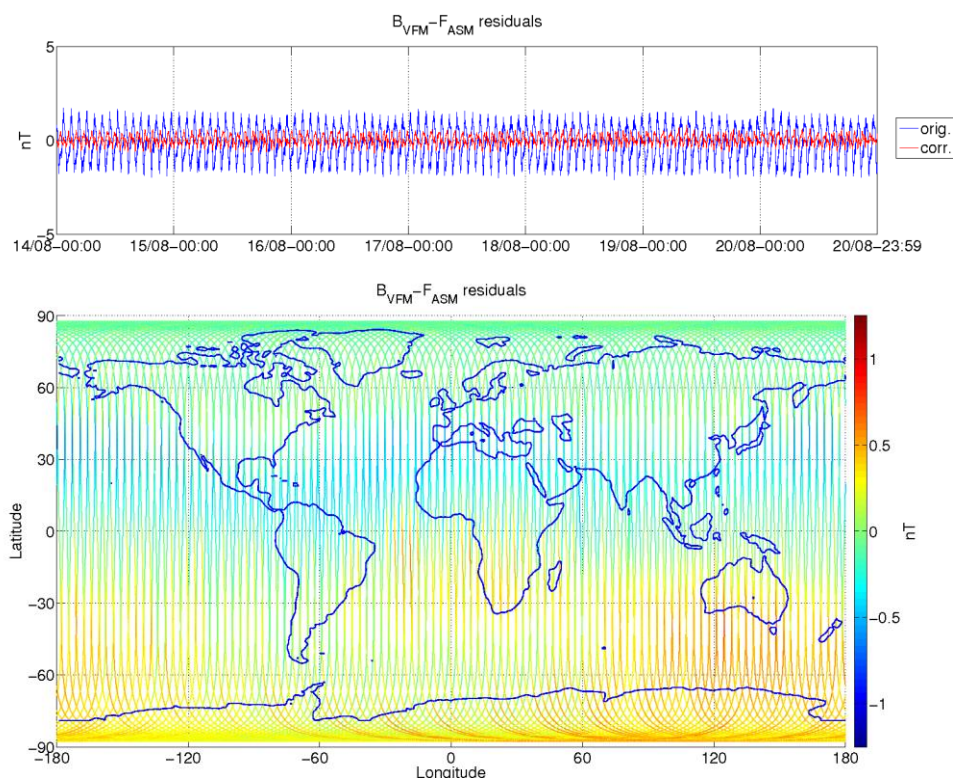 B_VFM−F_ASM residuals
5
0
−5
nT
14/08−00:00 15/08−00:00 16/08−00:00 17/08−00:00 18/08−00:00 19/08−00:00 20/08−00:00 20/08−23:59
orig.
corr.
B_VFM−F_ASM residuals
90
60
30
0
−30
−60
−90
Latitude
−180 −120 −60 0 60 120 180
Longitude
1
0.5
0
−0.5
−1
nT